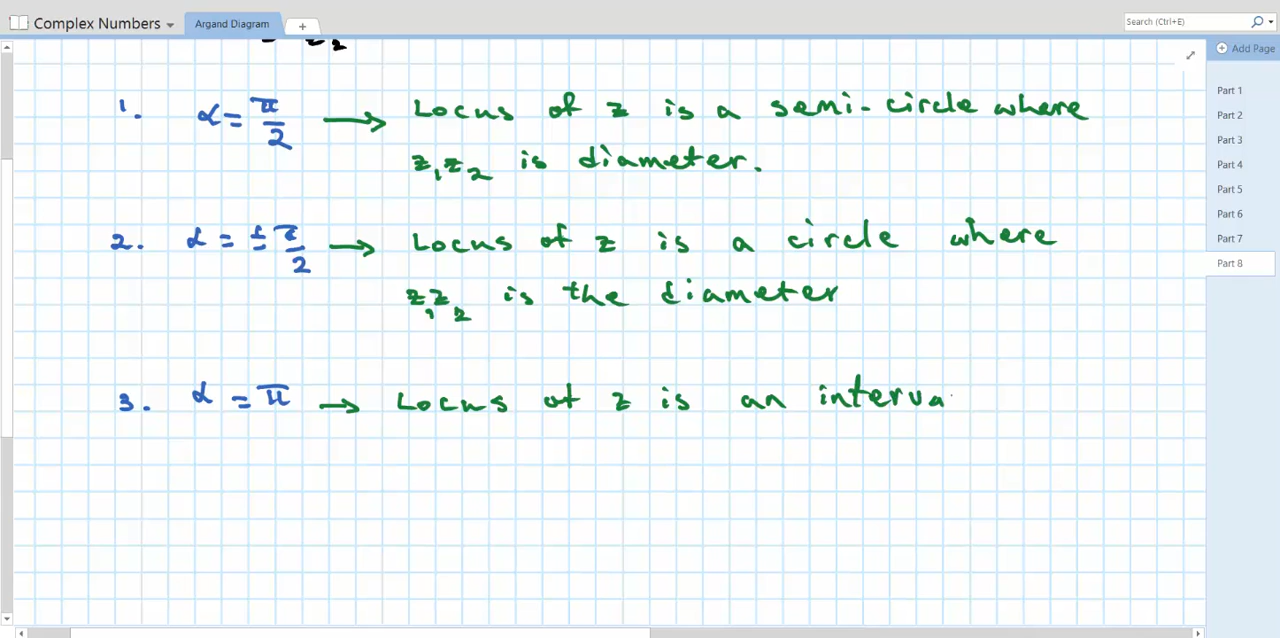 Complex Numbers
Argand Diagram
+
Search (Ctrl+E)
Add Page
Part 1
Part 2
Part 3
Part 4
Part 5
Part 6
Part 7
Part 8
z₂
1. α = π/2 → Locus of z is a semi-circle where
z₁z₂ is diameter.
2. α = ± π/2 → Locus of z is a circle where
z₁z₂ is the diameter
3. α = π → Locus of z is an interva